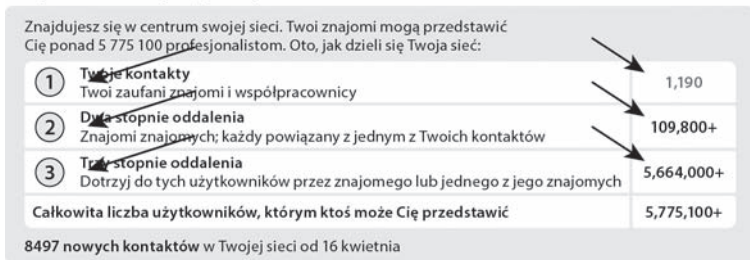 Znajdujesz się w centrum swojej sieci. Twoi znajomi mogą przedstawić
Cię ponad 5 775 100 profesjonalistom. Oto, jak dzieli się Twoja sieć:
1 Twoje kontakty 1,190
Twoi zaufani znajomi i współpracownicy
2 Dwa stopnie oddalenia 109,800+
Znajomi znajomych; każdy powiązany z jednym z Twoich kontaktów
3 Trzy stopnie oddalenia 5,664,000+
Dotrzyj do tych użytkowników przez znajomego lub jednego z jego znajomych
Całkowita liczba użytkowników, którym ktoś może Cię przedstawić 5,775,100+
8497 nowych kontaktów w Twojej sieci od 16 kwietnia